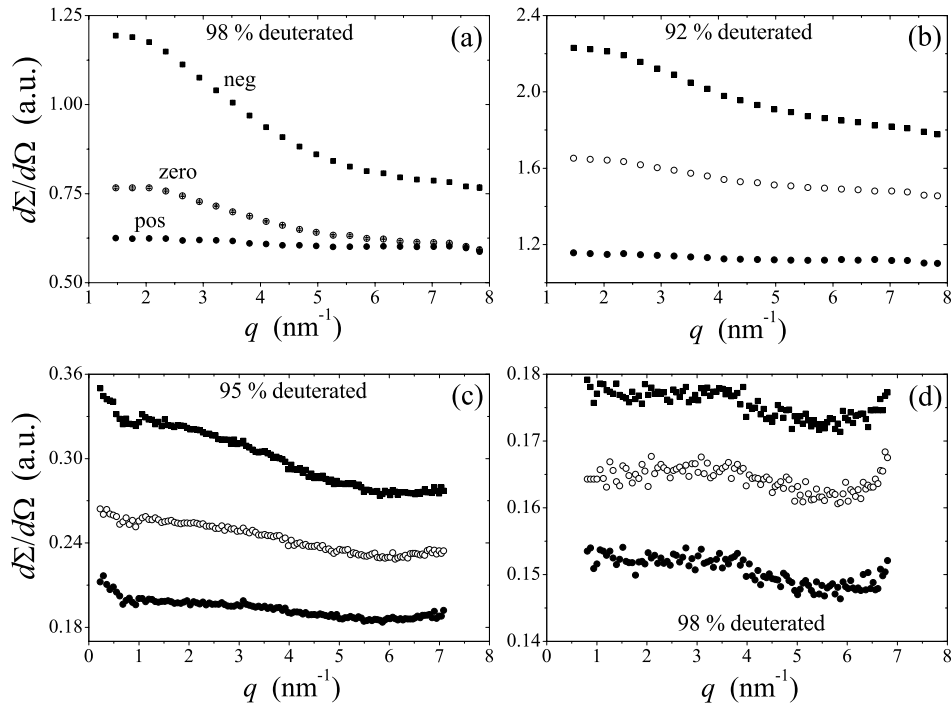 98 % deuterated
(a)
neg
zero
pos
dΣ/dΩ (a.u.)
1.25
1.00
0.75
0.50
1 2 3 4 5 6 7 8
q (nm⁻¹)
92 % deuterated
(b)
dΣ/dΩ (a.u.)
2.4
2.0
1.6
1.2
1 2 3 4 5 6 7 8
q (nm⁻¹)
95 % deuterated
(c)
dΣ/dΩ (a.u.)
0.36
0.30
0.24
0.18
0 1 2 3 4 5 6 7 8
q (nm⁻¹)
(d)
98 % deuterated
dΣ/dΩ (a.u.)
0.18
0.17
0.16
0.15
0.14
1 2 3 4 5 6 7 8
q (nm⁻¹)